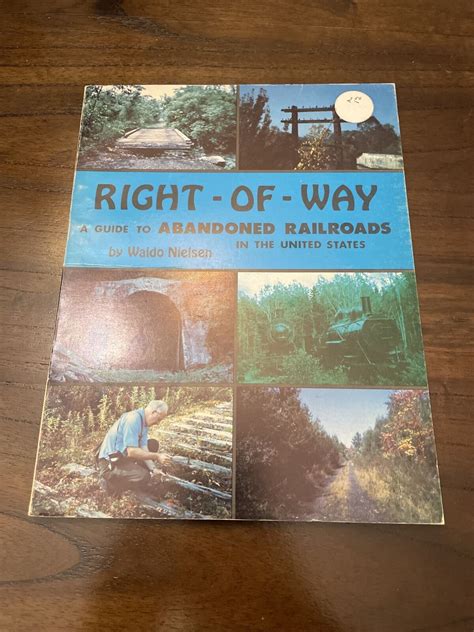 RIGHT - OF - WAY
A GUIDE TO ABANDONED RAILROADS
IN THE UNITED STATES
by Waldo Nielsen